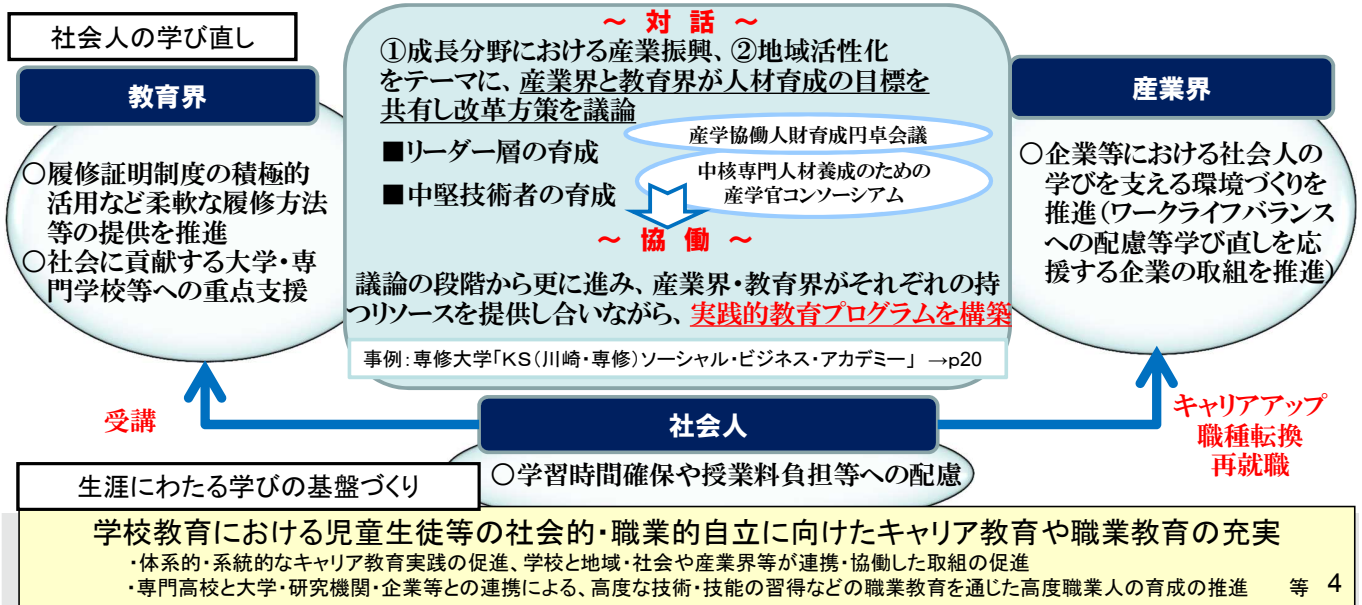 社会人の学び直し
教育界
○履修証明制度の積極的
活用など柔軟な履修方法
等の提供を推進
○社会に貢献する大学・専
門学校等への重点支援
~ 対 話 ~
①成長分野における産業振興、②地域活性化
をテーマに、産業界と教育界が人材育成の目標を
共有し改革方策を議論
■リーダー層の育成
産学協働人財育成円卓会議
■中堅技術者の育成
中核専門人材養成のための
産学官コンソーシアム
~ 協 働 ~
議論の段階から更に進み、産業界・教育界がそれぞれの持
つリソースを提供し合いながら、実践的教育プログラムを構築
事例:専修大学「KS(川崎・専修)ソーシャル・ビジネス・アカデミー」 →p20
産業界
○企業等における社会人の
学びを支える環境づくりを
推進(ワークライフバランス
への配慮等学び直しを応
援する企業の取組を推進)
受講
社会人
○学習時間確保や授業料負担等への配慮
キャリアアップ
職種転換
再就職
生涯にわたる学びの基盤づくり
学校教育における児童生徒等の社会的・職業的自立に向けたキャリア教育や職業教育の充実
・体系的・系統的なキャリア教育実践の促進、学校と地域・社会や産業界等が連携・協働した取組の促進
・専門高校と大学・研究機関・企業等との連携による、高度な技術・技能の習得などの職業教育を通じた高度職業人の育成の推進 等
4